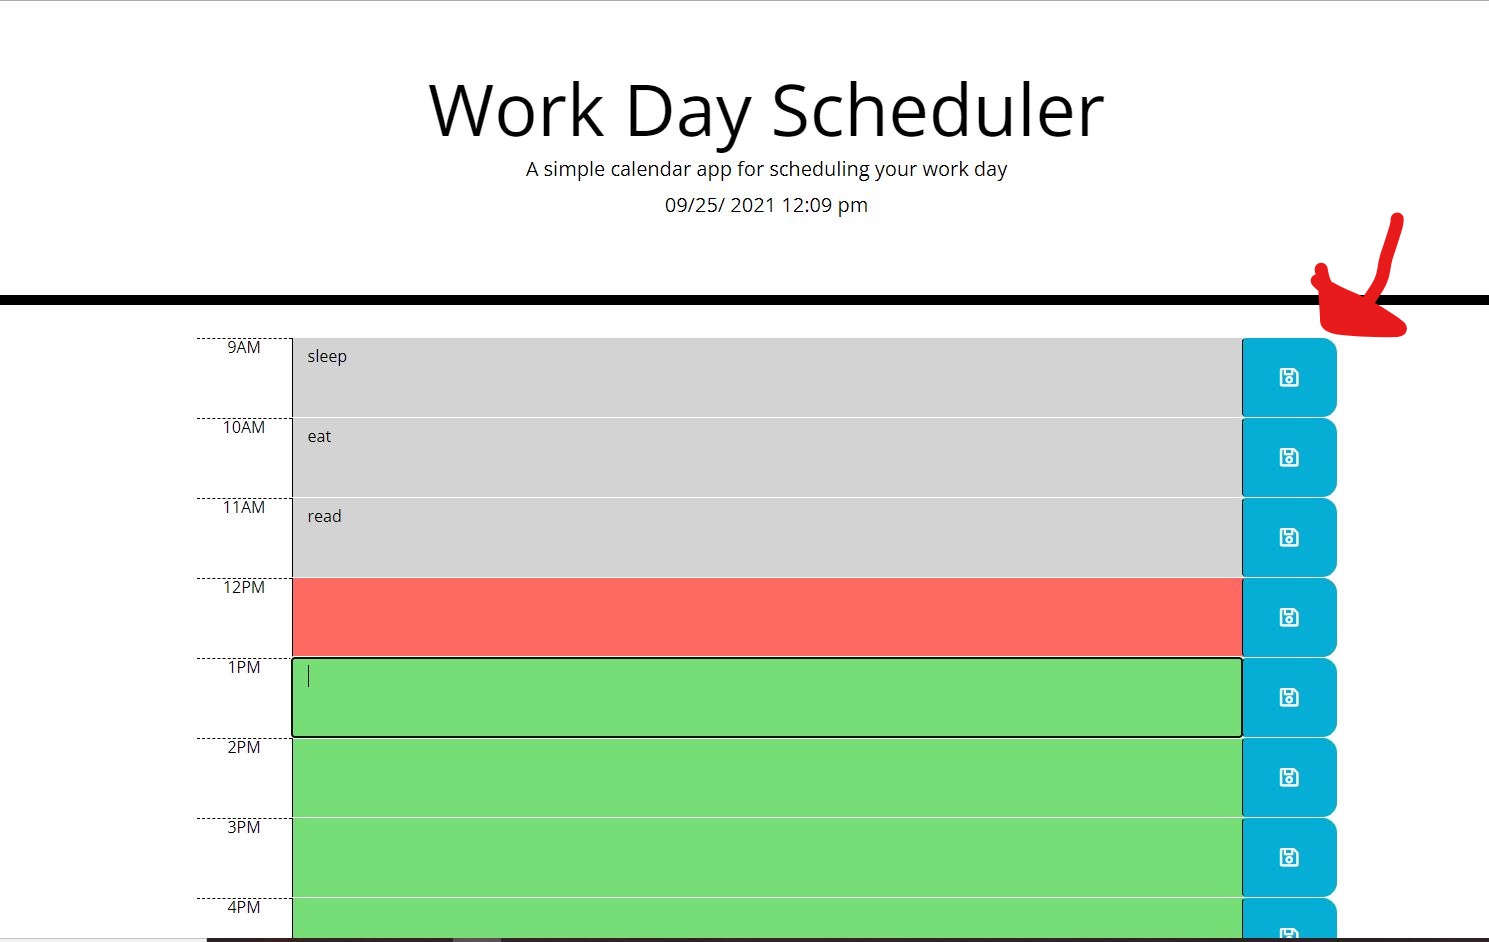 Work Day Scheduler
A simple calendar app for scheduling your work day
09/25/ 2021 12:09 pm
9AM
sleep
10AM
eat
11AM
read
12PM
1PM
2PM
3PM
4PM